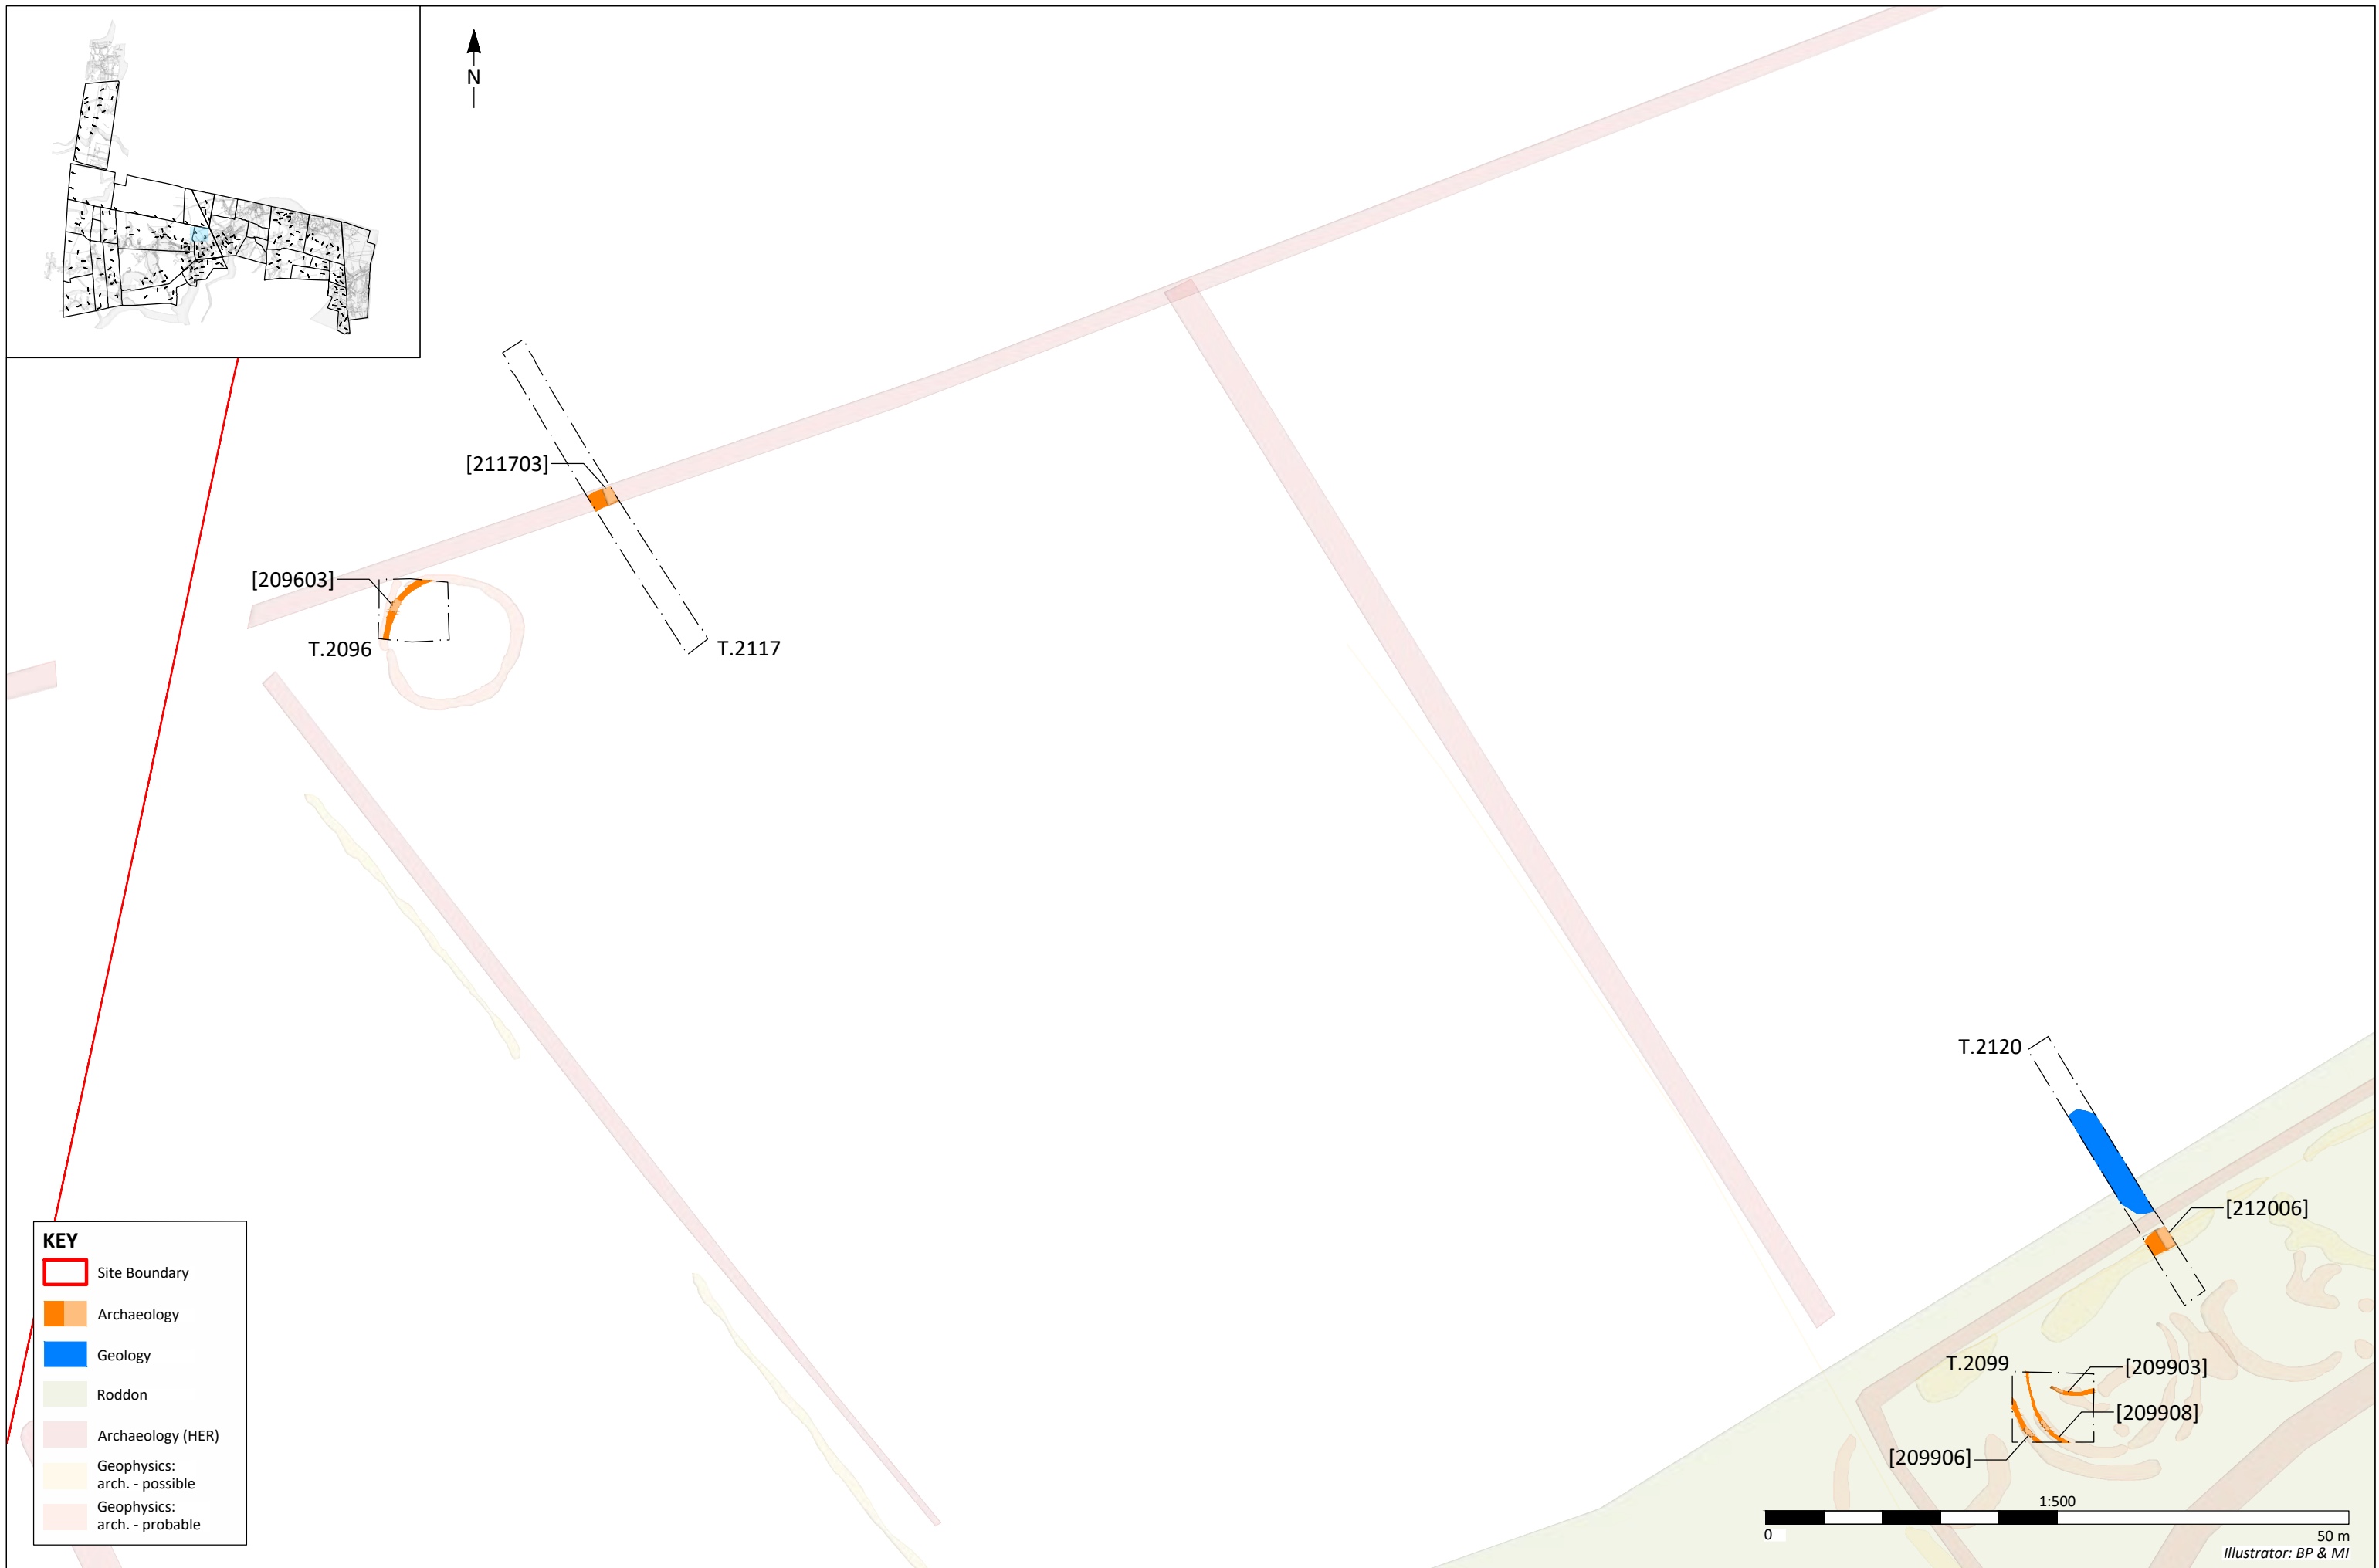 N
[211703]
[209603]
T.2096
T.2117
T.2120
[212006]
T.2099
[209903]
[209908]
[209906]
KEY
Site Boundary
Archaeology
Geology
Roddon
Archaeology (HER)
Geophysics:
arch. - possible
Geophysics:
arch. - probable
1:500
0
50 m
Illustrator: BP & MI